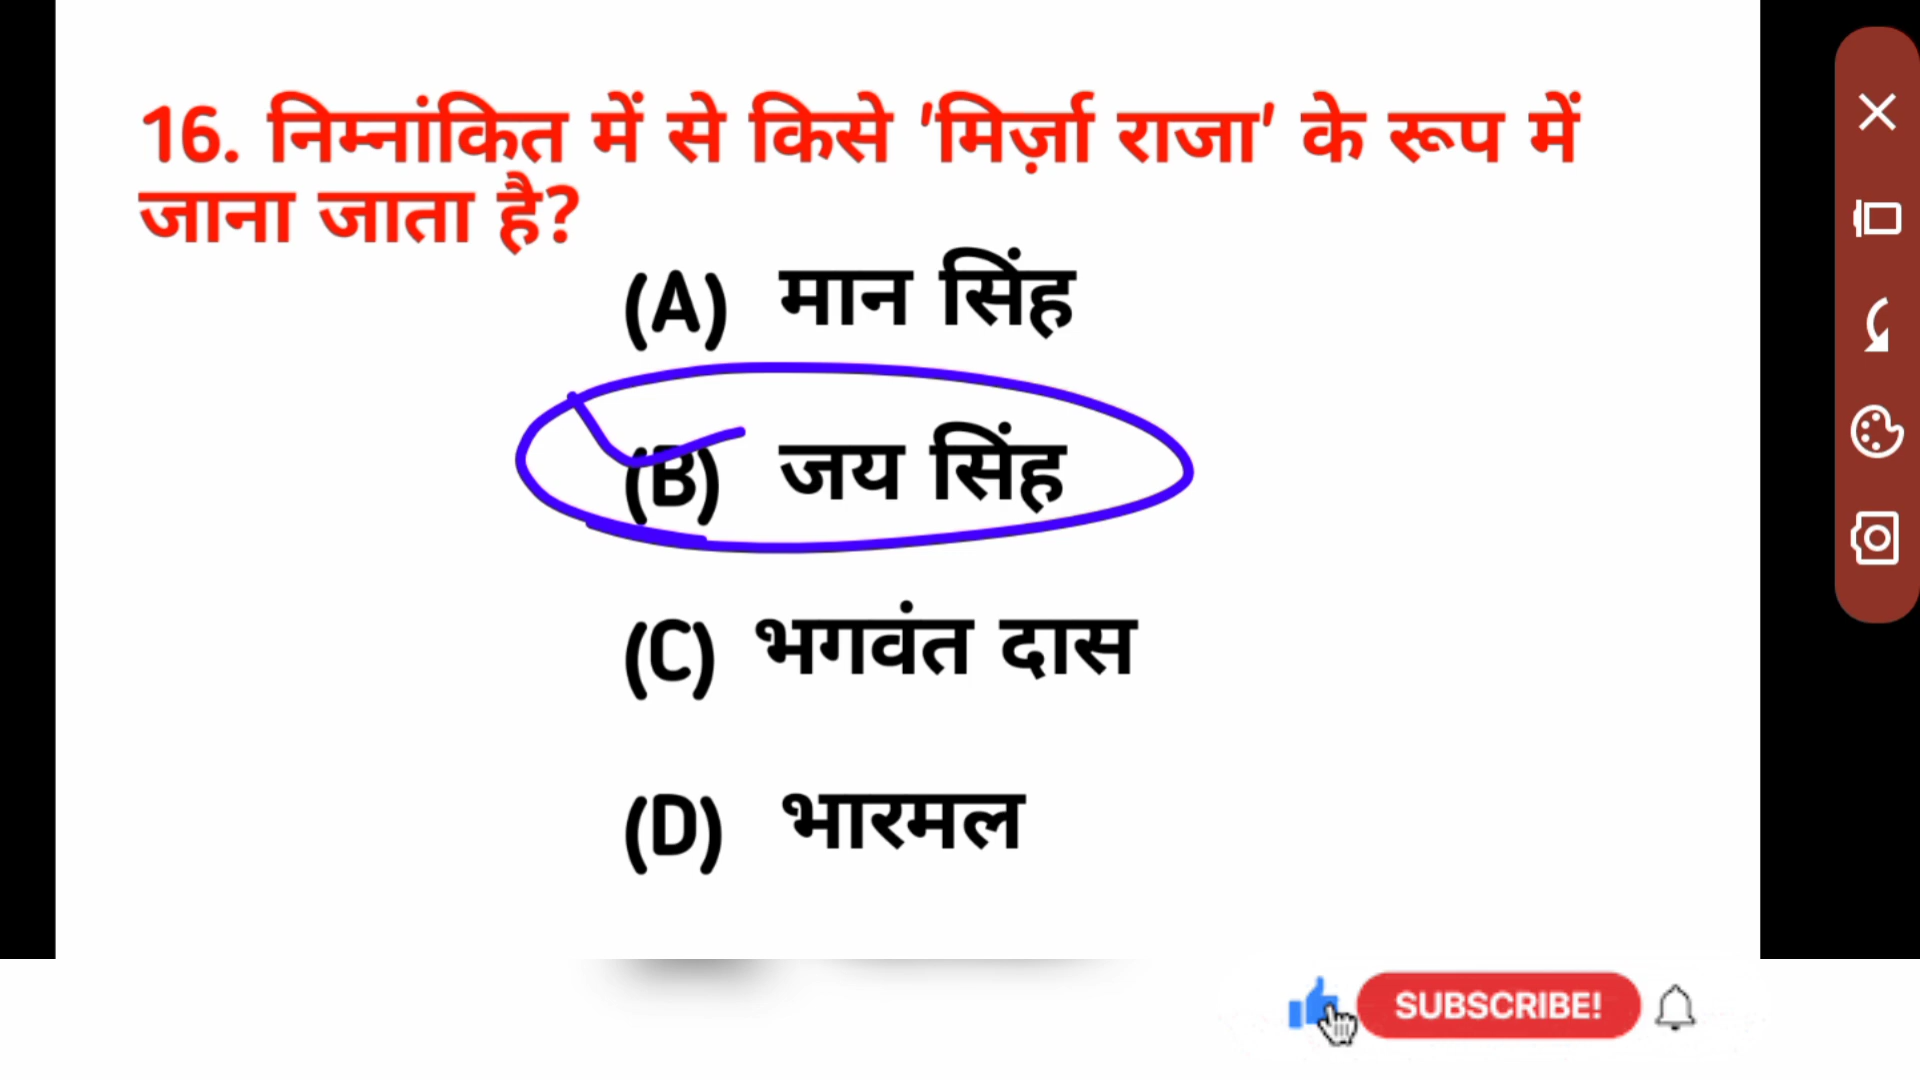 16. निम्नांकित में से किसे 'मिर्ज़ा राजा' के रूप में
जाना जाता है?
(A) मान सिंह
(B) जय सिंह
(C) भगवंत दास
(D) भारमल
SUBSCRIBE!